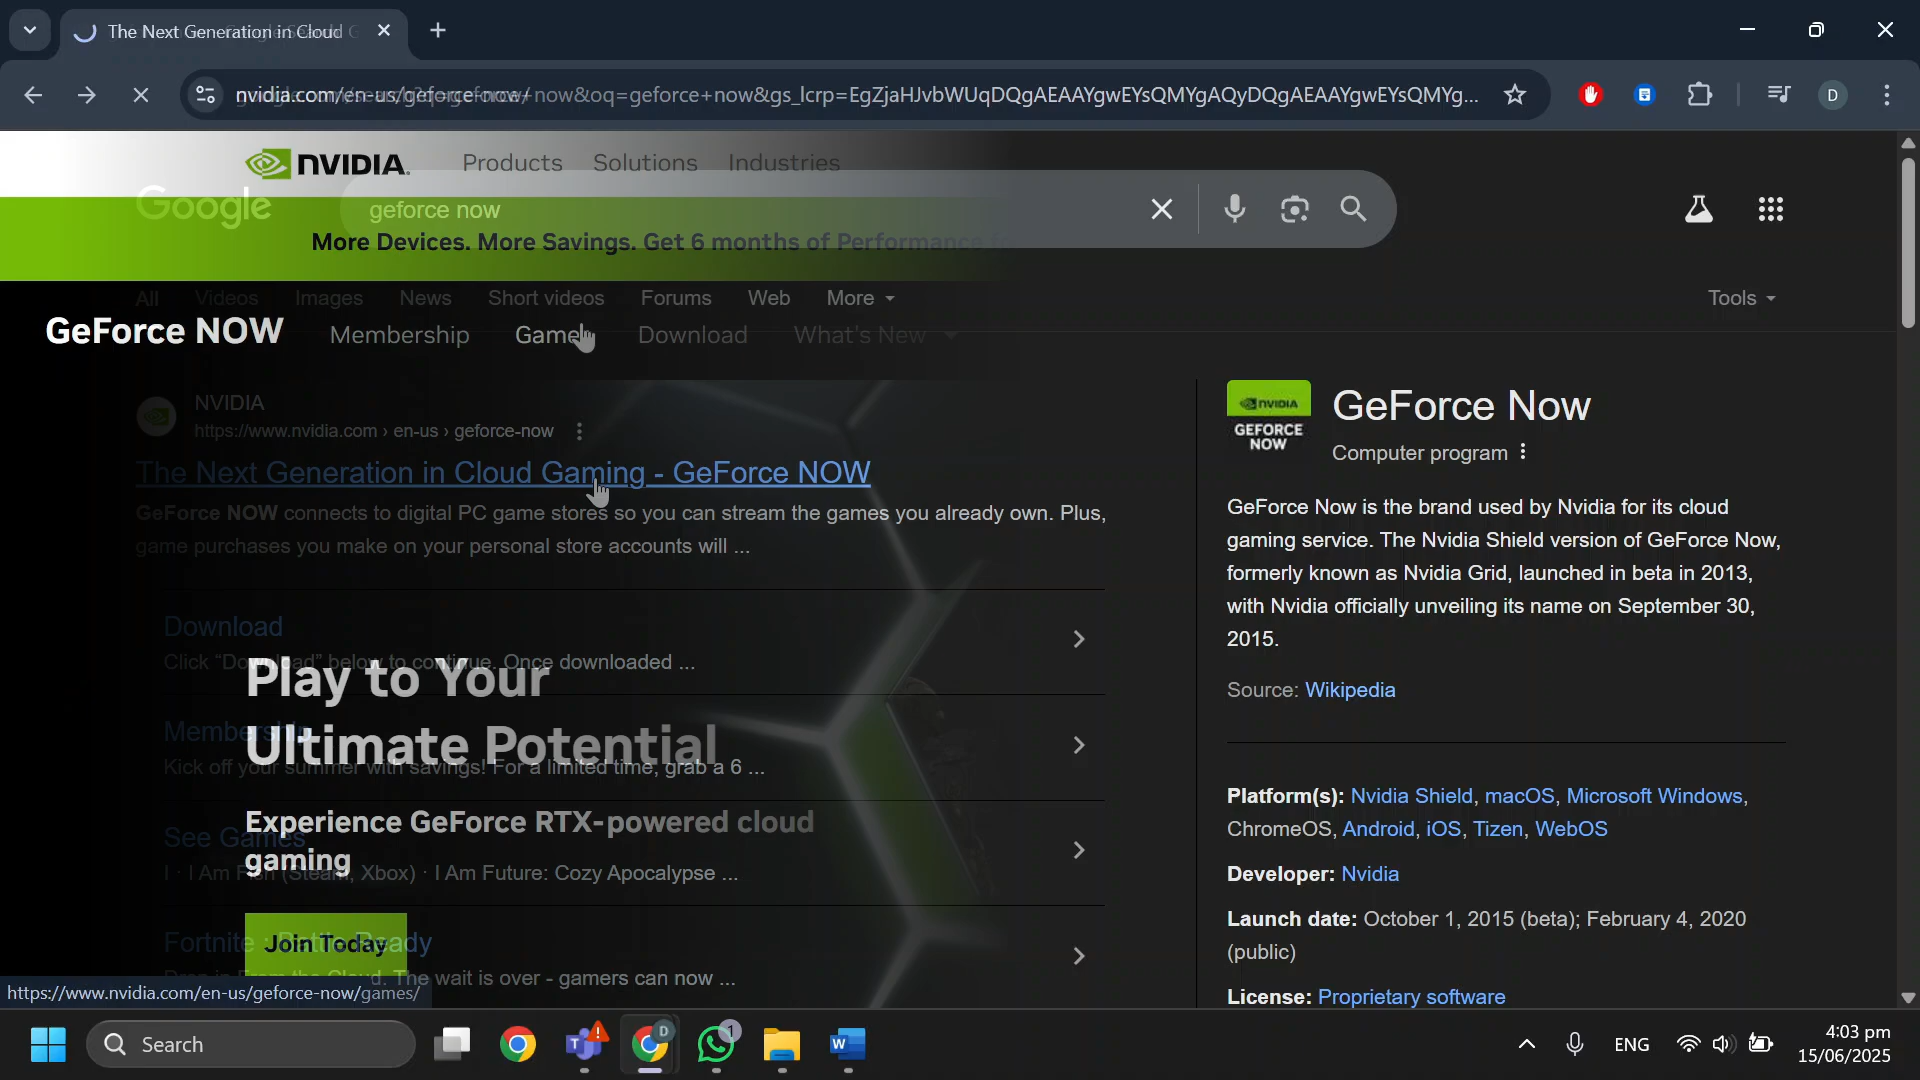 The Next Generation in Cloud
nvidia.com/en-us/geforce-now/
now&oq=geforce+now&gs_lcrp=EgZjaHJvbWUqDQgAEAAYgwEYsQMYgAQyDQgAEAAYgwEYsQMYg...
D
NVIDIA.
Products
Solutions
Industries
Google
geforce now
More Devices. More Savings. Get 6 months of Performance
All
Videos
Images
News
Short videos
Forums
Web
More
Tools
GeForce NOW
Membership
Games
Download
What's New
NVIDIA
https://www.nvidia.com › en-us › geforce-now
The Next Generation in Cloud Gaming - GeForce NOW
GeForce NOW connects to digital PC game stores so you can stream the games you already own. Plus,
game purchases you make on your personal store accounts will ...
Download
Click "Download" below to continue. Once downloaded ...
Play to Your
Ultimate Potential
Membership
Kick off your summer with savings! For a limited time, grab a 6 ...
Experience GeForce RTX-powered cloud
gaming
See Games
I · I Am Fish (Steam, Xbox) · I Am Future: Cozy Apocalypse ...
Join Today
Fortnite : Battle Ready
Drop in From the Cloud. The wait is over - gamers can now ...
https://www.nvidia.com/en-us/geforce-now/games/
NVIDIA
GEFORCE
NOW
GeForce Now
Computer program
GeForce Now is the brand used by Nvidia for its cloud
gaming service. The Nvidia Shield version of GeForce Now,
formerly known as Nvidia Grid, launched in beta in 2013,
with Nvidia officially unveiling its name on September 30,
2015.
Source: Wikipedia
Platform(s): Nvidia Shield, macOS, Microsoft Windows,
ChromeOS, Android, iOS, Tizen, WebOS
Developer: Nvidia
Launch date: October 1, 2015 (beta); February 4, 2020
(public)
License: Proprietary software
Search
D
1
ENG
4:03 pm
15/06/2025